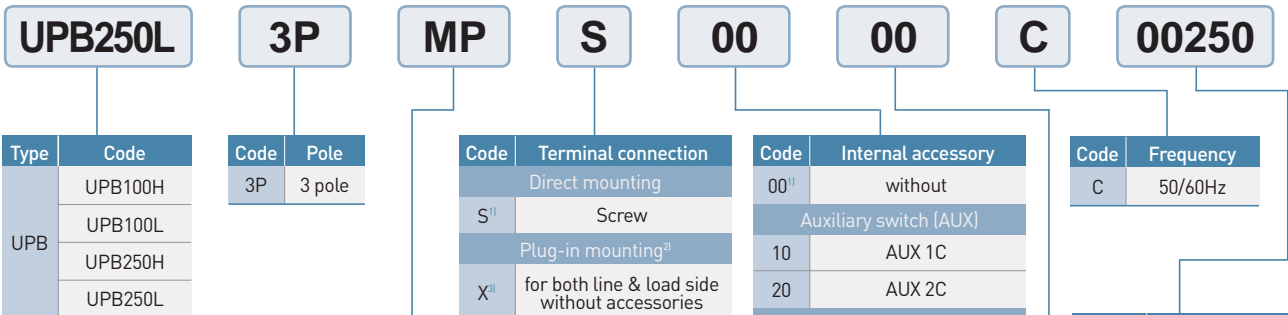 UPB250L 3P MP S 00 00 C 00250
Type Code
UPB
UPB100H
UPB100L
UPB250H
UPB250L
Code Pole
3P 3 pole
Code Terminal connection
Direct mounting
S1) Screw
Plug-in mounting2)
X3) for both line & load side
without accessories
Code Internal accessory
001) without
Auxiliary switch (AUX)
10 AUX 1C
20 AUX 2C
Code Frequency
C 50/60Hz